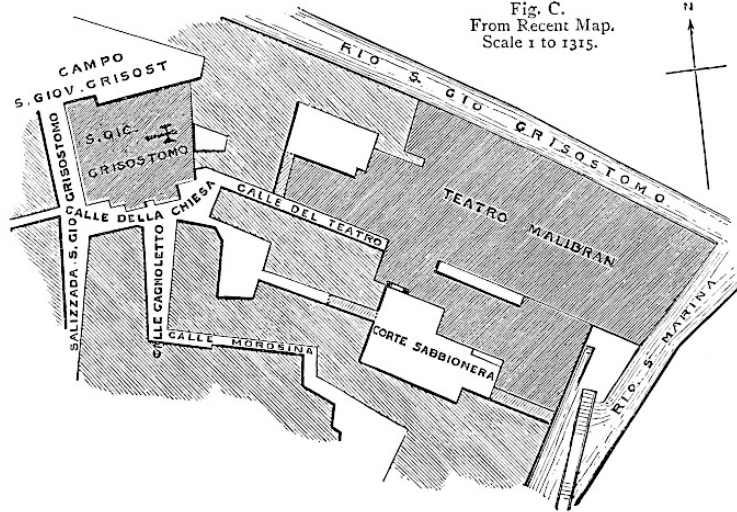 Fig. C.
From Recent Map.
Scale 1 to 1315.
N
CAMPO
S. GIOV. GRISOST
RIO S. GIO GRISOSTOMO.
S. GIO.
GRISOSTOMO
SALIZZADA S. GIO GRISOSTOMO
CALLE DELLA CHIESA
CALLE DEL TEATRO
TEATRO MALIBRAN
CALLE CAGNOLETTO
CALLE MOROSINA
CORTE SABBIONERA
RIO. S. MARINA